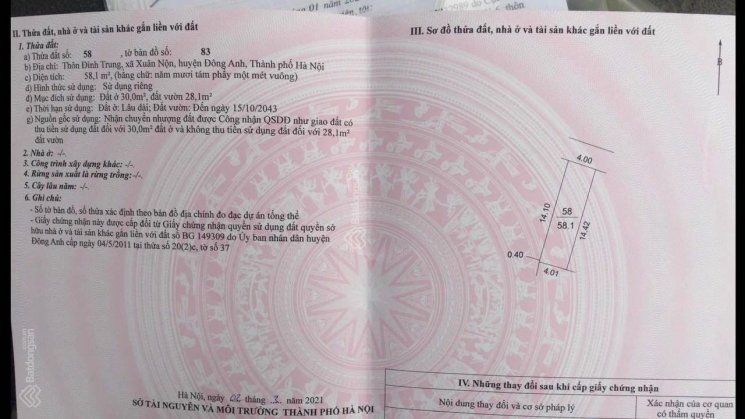 II. Thửa đất, nhà ở và tài sản khác gắn liền với đất
1. Thửa đất:
a) Thửa đất số: 58 , tờ bản đồ số: 83
b) Địa chỉ: Thôn Đình Trung, xã Xuân Nộn, huyện Đông Anh, Thành phố Hà Nội
c) Diện tích: 58,1 m², (bằng chữ: năm mươi tám phẩy một mét vuông)
d) Hình thức sử dụng: Sử dụng riêng
đ) Mục đích sử dụng: Đất ở 30,0m², đất vườn 28,1m²
e) Thời hạn sử dụng: Đất ở: Lâu dài; Đất vườn: Đến ngày 15/10/2043
g) Nguồn gốc sử dụng: Nhận chuyển nhượng đất được Công nhận QSDĐ như giao đất có
thu tiền sử dụng đất đối với 30,0m² đất ở và không thu tiền sử dụng đất đối với 28,1m²
đất vườn
2. Nhà ở: -/-
3. Công trình xây dựng khác: -/-
4. Rừng sản xuất là rừng trồng: -/-
5. Cây lâu năm: -/-
6. Ghi chú:
- Số tờ bản đồ, số thửa xác định theo bản đồ địa chính đo đạc dự án tổng thể
- Giấy chứng nhận này được cấp đổi từ Giấy chứng nhận quyền sử dụng đất quyền sở
hữu nhà ở và tài sản khác gắn liền với đất số BG 149309 do Ủy ban nhân dân huyện
Đông Anh cấp ngày 04/5/2011 tại thửa số 20(2)c, tờ số 37
Hà Nội, ngày 02 tháng 3 năm 2021
SỞ TÀI NGUYÊN VÀ MÔI TRƯỜNG THÀNH PHỐ HÀ NỘI
III. Sơ đồ thửa đất, nhà ở và tài sản khác gắn liền với đất
B
4.00
14.10
58
58.1
14.42
0.40
4.01
IV. Những thay đổi sau khi cấp giấy chứng nhận
Nội dung thay đổi và cơ sở pháp lý
Xác nhận của cơ quan
có thẩm quyền
Batdongsan
.com.vn